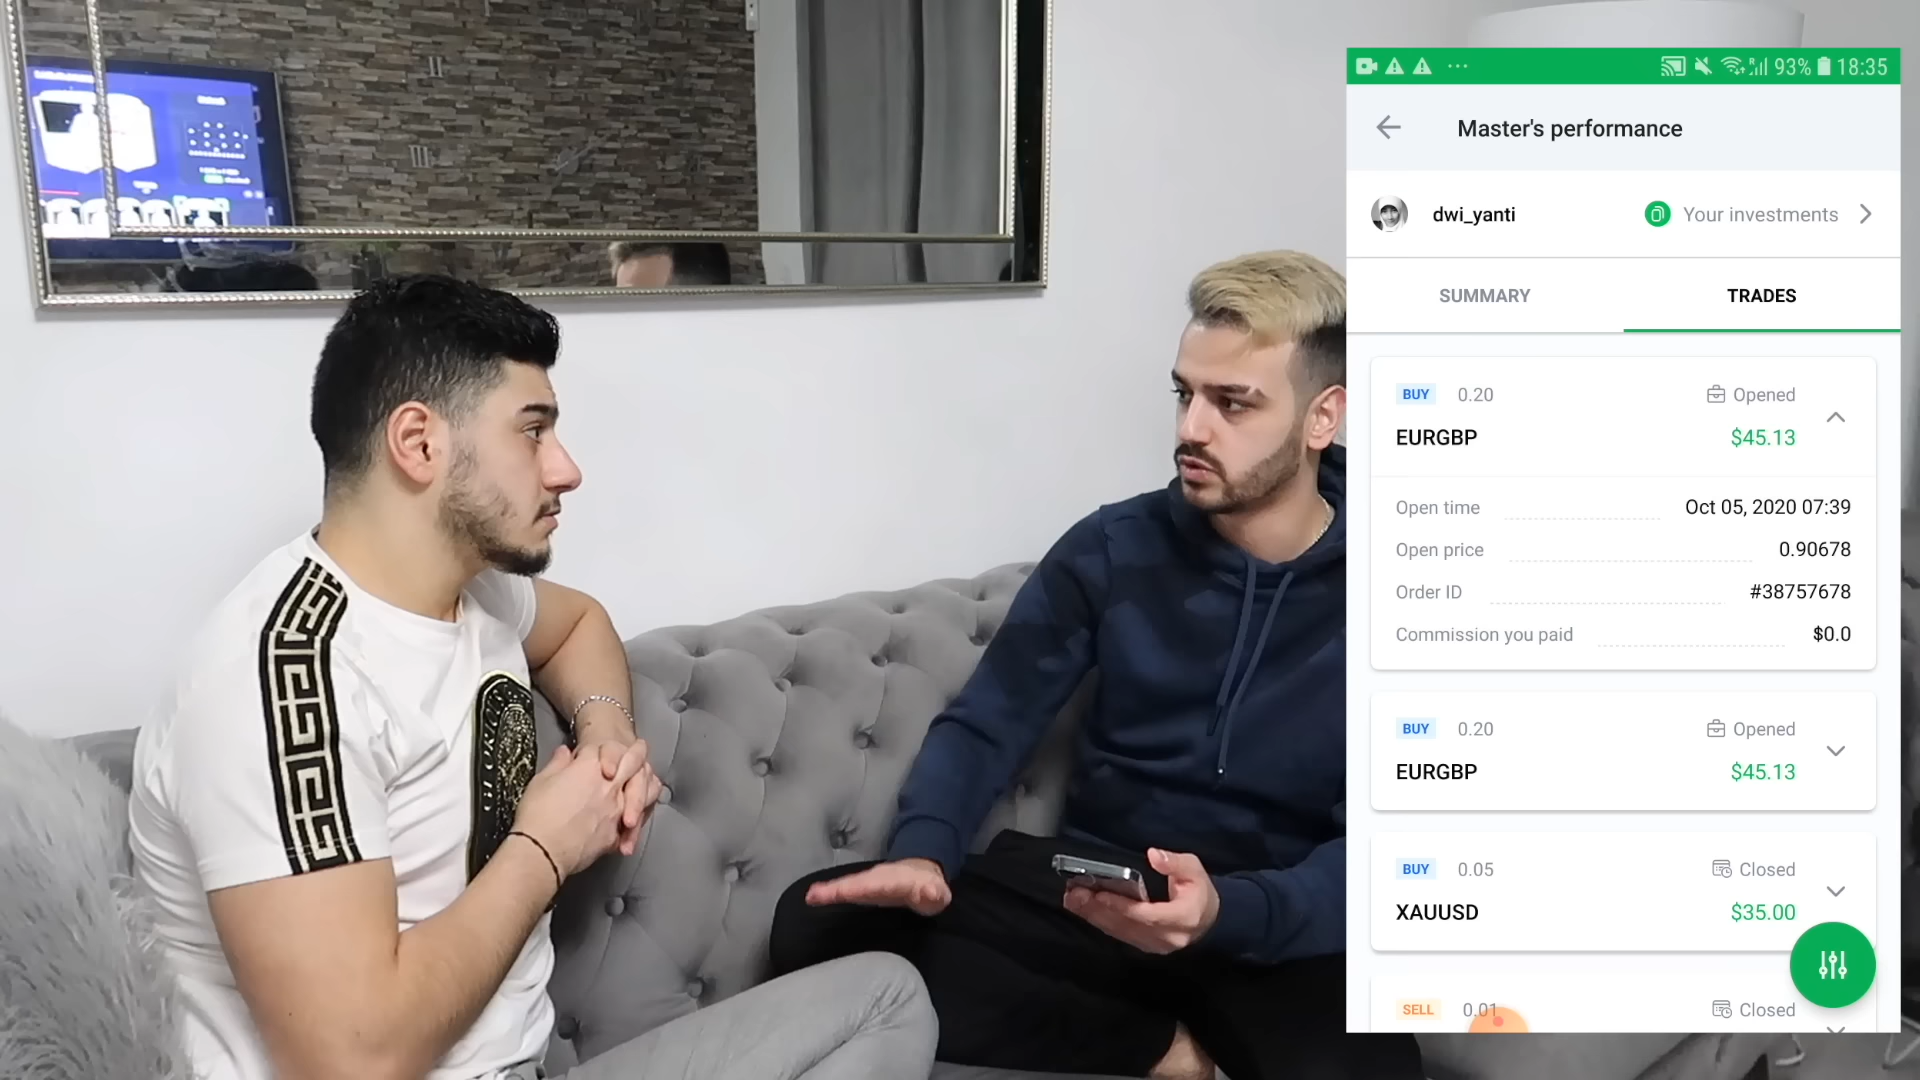 93% 18:35
Master's performance
dwi_yanti Your investments
SUMMARY TRADES
BUY 0.20 Opened
EURGBP $45.13
Open time Oct 05, 2020 07:39
Open price 0.90678
Order ID #38757678
Commission you paid $0.0
BUY 0.20 Opened
EURGBP $45.13
BUY 0.05 Closed
XAUUSD $35.00
SELL 0.01 Closed